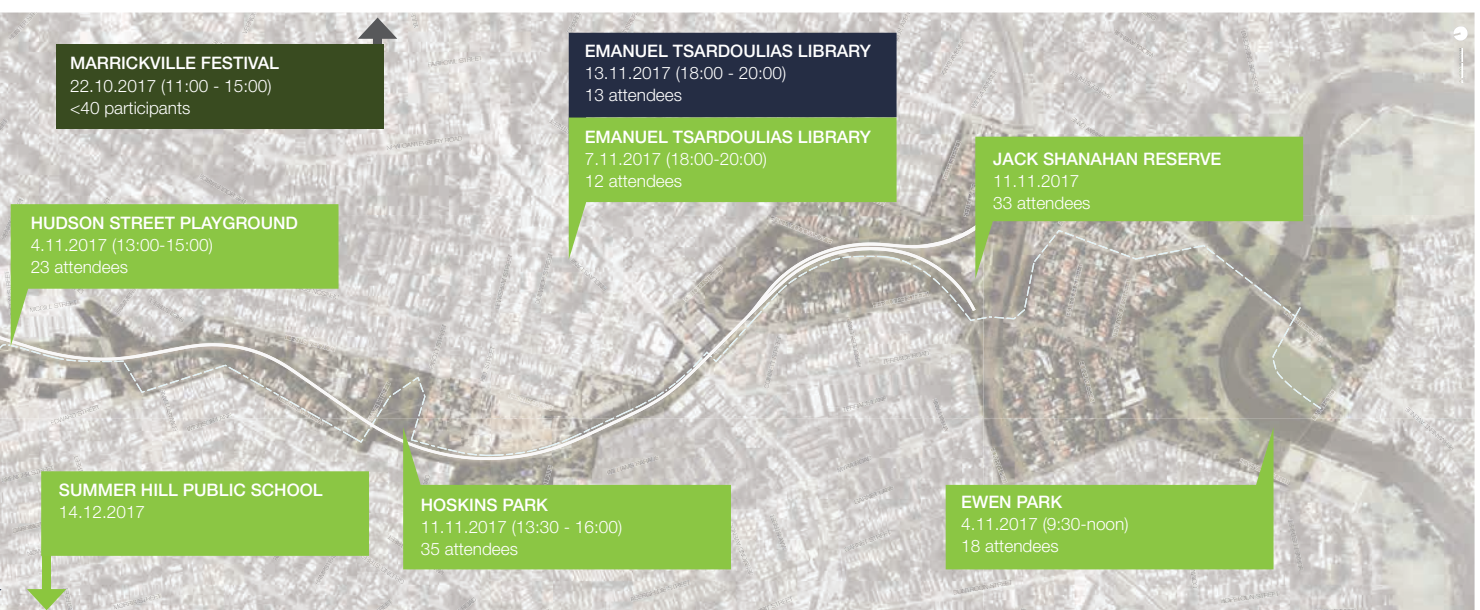 MARRICKVILLE FESTIVAL
22.10.2017 (11:00 - 15:00)
<40 participants
EMANUEL TSARDOULIAS LIBRARY
13.11.2017 (18:00 - 20:00)
13 attendees
EMANUEL TSARDOULIAS LIBRARY
7.11.2017 (18:00-20:00)
12 attendees
JACK SHANAHAN RESERVE
11.11.2017
33 attendees
HUDSON STREET PLAYGROUND
4.11.2017 (13:00-15:00)
23 attendees
SUMMER HILL PUBLIC SCHOOL
14.12.2017
HOSKINS PARK
11.11.2017 (13:30 - 16:00)
35 attendees
EWEN PARK
4.11.2017 (9:30-noon)
18 attendees